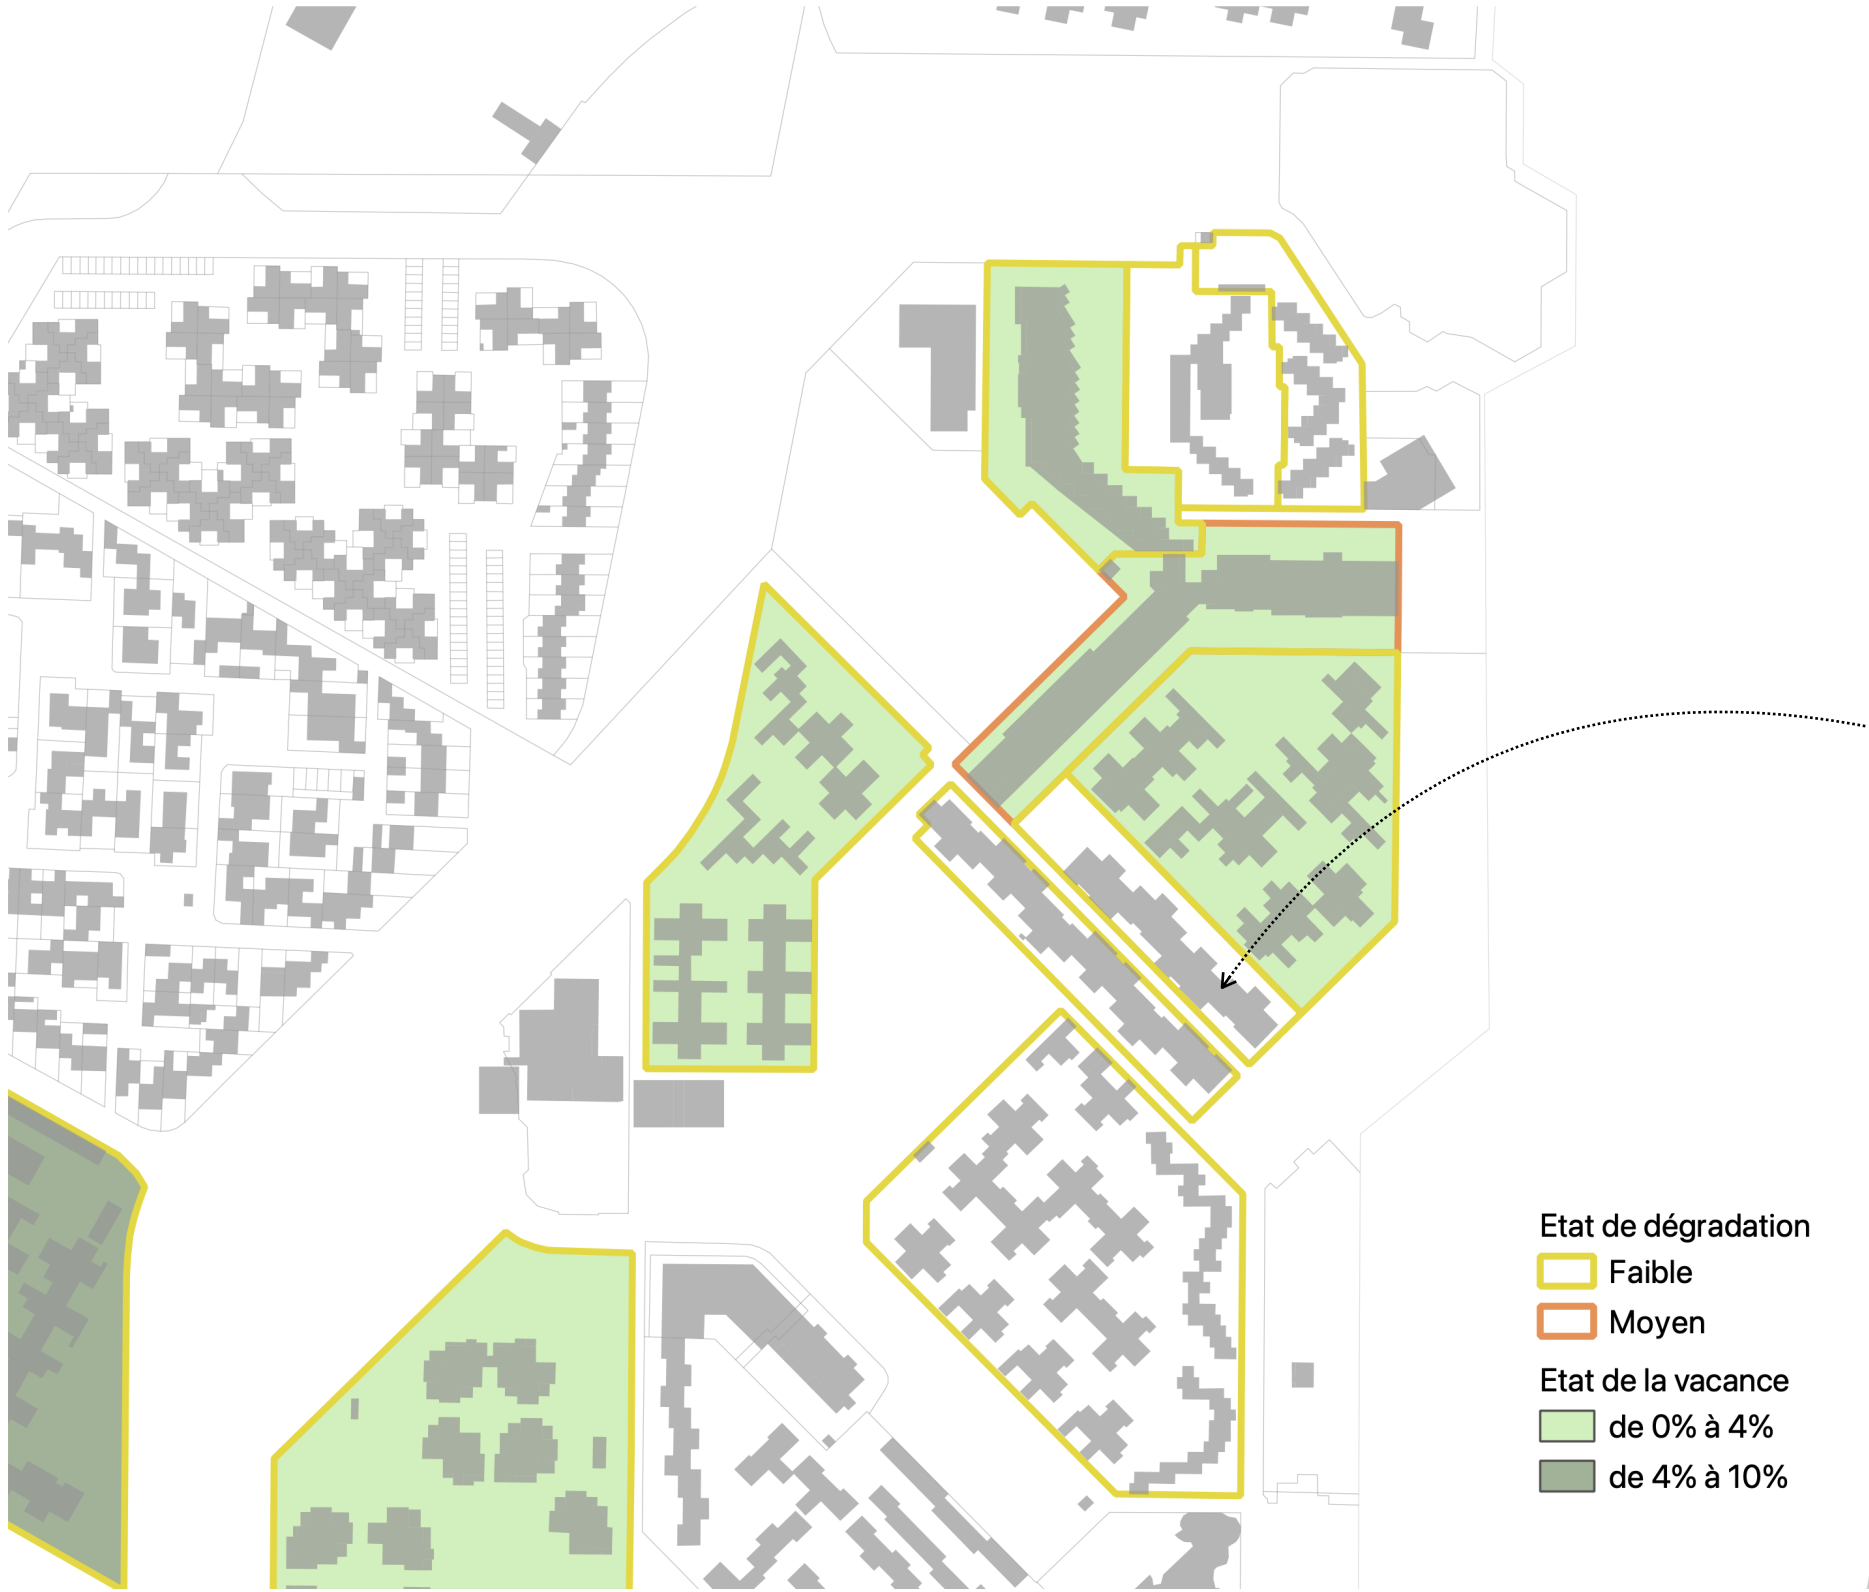 Etat de dégradation
Faible
Moyen
Etat de la vacance
de 0% à 4%
de 4% à 10%